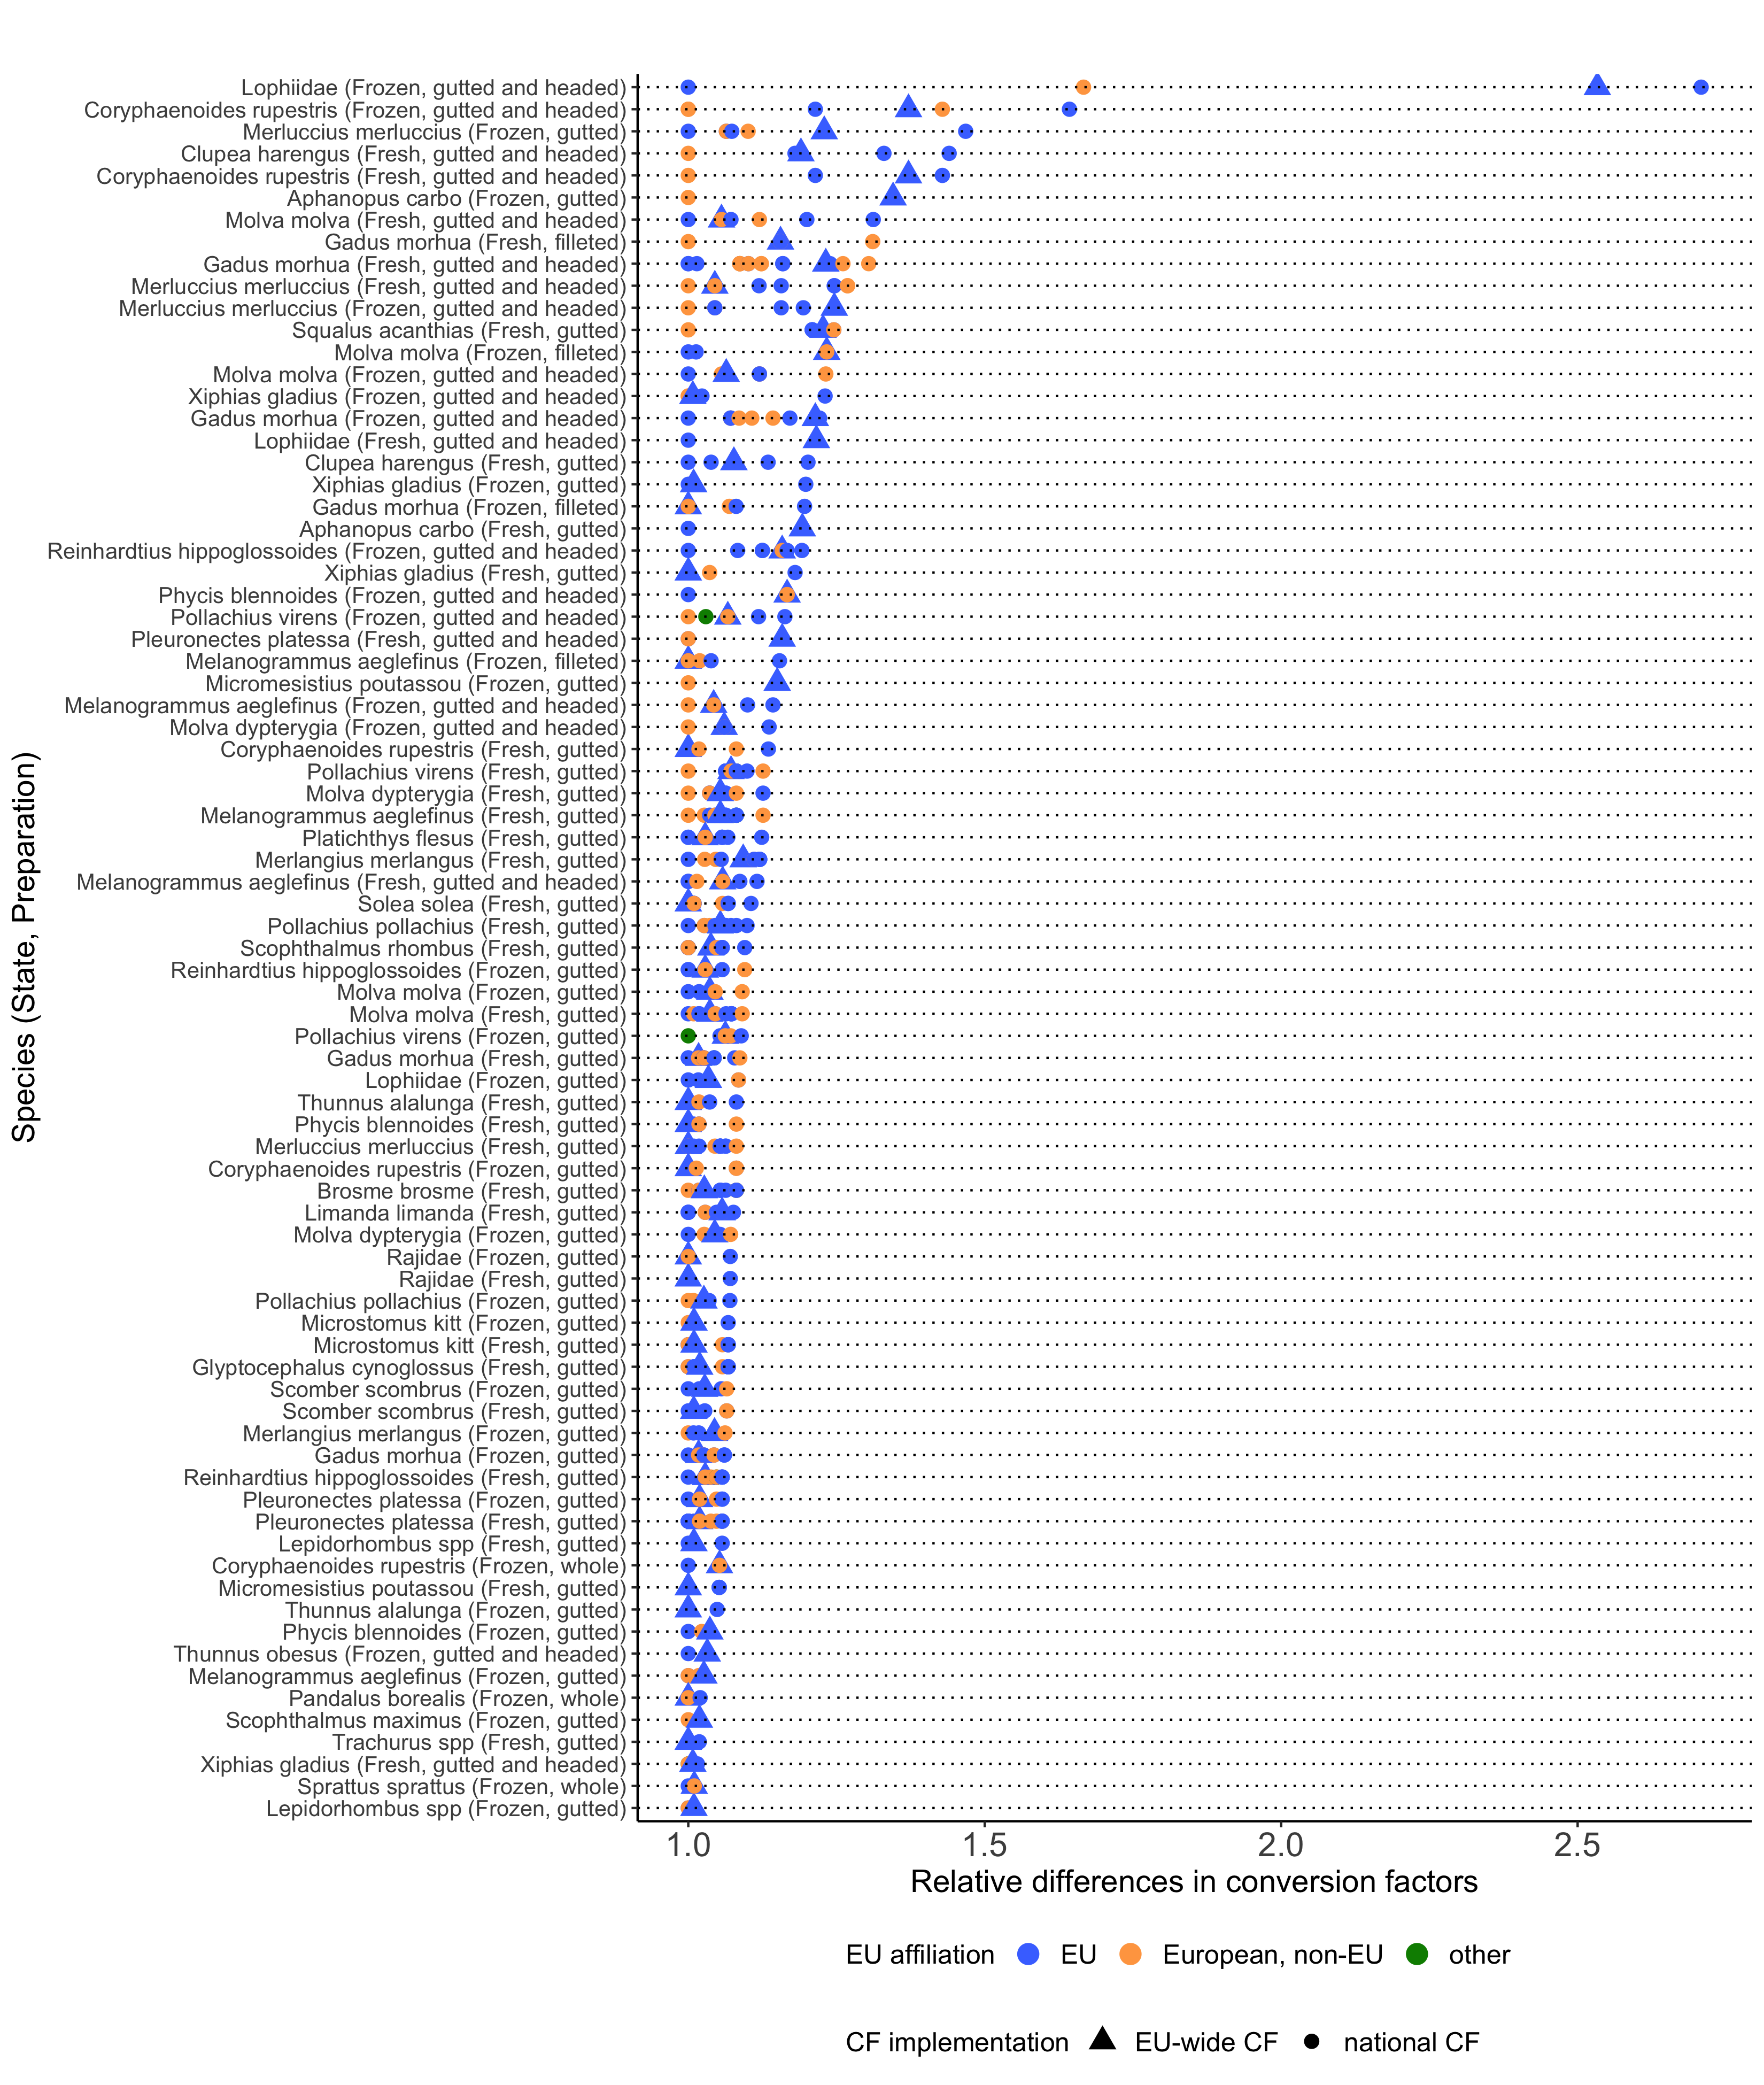 Lophiidae (Frozen, gutted and headed)
Coryphaenoides rupestris (Frozen, gutted and headed)
Merluccius merluccius (Frozen, gutted)
Clupea harengus (Fresh, gutted and headed)
Coryphaenoides rupestris (Fresh, gutted and headed)
Aphanopus carbo (Frozen, gutted)
Molva molva (Fresh, gutted and headed)
Gadus morhua (Fresh, filleted)
Gadus morhua (Fresh, gutted and headed)
Merluccius merluccius (Fresh, gutted and headed)
Merluccius merluccius (Frozen, gutted and headed)
Squalus acanthias (Fresh, gutted)
Molva molva (Frozen, filleted)
Molva molva (Frozen, gutted and headed)
Xiphias gladius (Frozen, gutted and headed)
Gadus morhua (Frozen, gutted and headed)
Lophiidae (Fresh, gutted and headed)
Clupea harengus (Fresh, gutted)
Xiphias gladius (Frozen, gutted)
Gadus morhua (Frozen, filleted)
Aphanopus carbo (Fresh, gutted)
Reinhardtius hippoglossoides (Frozen, gutted and headed)
Xiphias gladius (Fresh, gutted)
Phycis blennoides (Frozen, gutted and headed)
Pollachius virens (Frozen, gutted and headed)
Pleuronectes platessa (Fresh, gutted and headed)
Melanogrammus aeglefinus (Frozen, filleted)
Micromesistius poutassou (Frozen, gutted)
Melanogrammus aeglefinus (Frozen, gutted and headed)
Molva dypterygia (Frozen, gutted and headed)
Coryphaenoides rupestris (Fresh, gutted)
Pollachius virens (Fresh, gutted)
Molva dypterygia (Fresh, gutted)
Melanogrammus aeglefinus (Fresh, gutted)
Platichthys flesus (Fresh, gutted)
Merlangius merlangus (Fresh, gutted)
Melanogrammus aeglefinus (Fresh, gutted and headed)
Solea solea (Fresh, gutted)
Pollachius pollachius (Fresh, gutted)
Scophthalmus rhombus (Fresh, gutted)
Reinhardtius hippoglossoides (Frozen, gutted)
Molva molva (Frozen, gutted)
Molva molva (Fresh, gutted)
Pollachius virens (Frozen, gutted)
Gadus morhua (Fresh, gutted)
Lophiidae (Frozen, gutted)
Thunnus alalunga (Fresh, gutted)
Phycis blennoides (Fresh, gutted)
Merluccius merluccius (Fresh, gutted)
Coryphaenoides rupestris (Frozen, gutted)
Brosme brosme (Fresh, gutted)
Limanda limanda (Fresh, gutted)
Molva dypterygia (Frozen, gutted)
Rajidae (Frozen, gutted)
Rajidae (Fresh, gutted)
Pollachius pollachius (Frozen, gutted)
Microstomus kitt (Frozen, gutted)
Microstomus kitt (Fresh, gutted)
Glyptocephalus cynoglossus (Fresh, gutted)
Scomber scombrus (Frozen, gutted)
Scomber scombrus (Fresh, gutted)
Merlangius merlangus (Frozen, gutted)
Gadus morhua (Frozen, gutted)
Reinhardtius hippoglossoides (Fresh, gutted)
Pleuronectes platessa (Frozen, gutted)
Pleuronectes platessa (Fresh, gutted)
Lepidorhombus spp (Fresh, gutted)
Coryphaenoides rupestris (Frozen, whole)
Micromesistius poutassou (Fresh, gutted)
Thunnus alalunga (Frozen, gutted)
Phycis blennoides (Frozen, gutted)
Thunnus obesus (Frozen, gutted and headed)
Melanogrammus aeglefinus (Frozen, gutted)
Pandalus borealis (Frozen, whole)
Scophthalmus maximus (Frozen, gutted)
Trachurus spp (Fresh, gutted)
Xiphias gladius (Fresh, gutted and headed)
Sprattus sprattus (Frozen, whole)
Lepidorhombus spp (Frozen, gutted)
Species (State, Preparation)
1.0 1.5 2.0 2.5
Relative differences in conversion factors
EU affiliation EU European, non-EU other
CF implementation EU-wide CF national CF